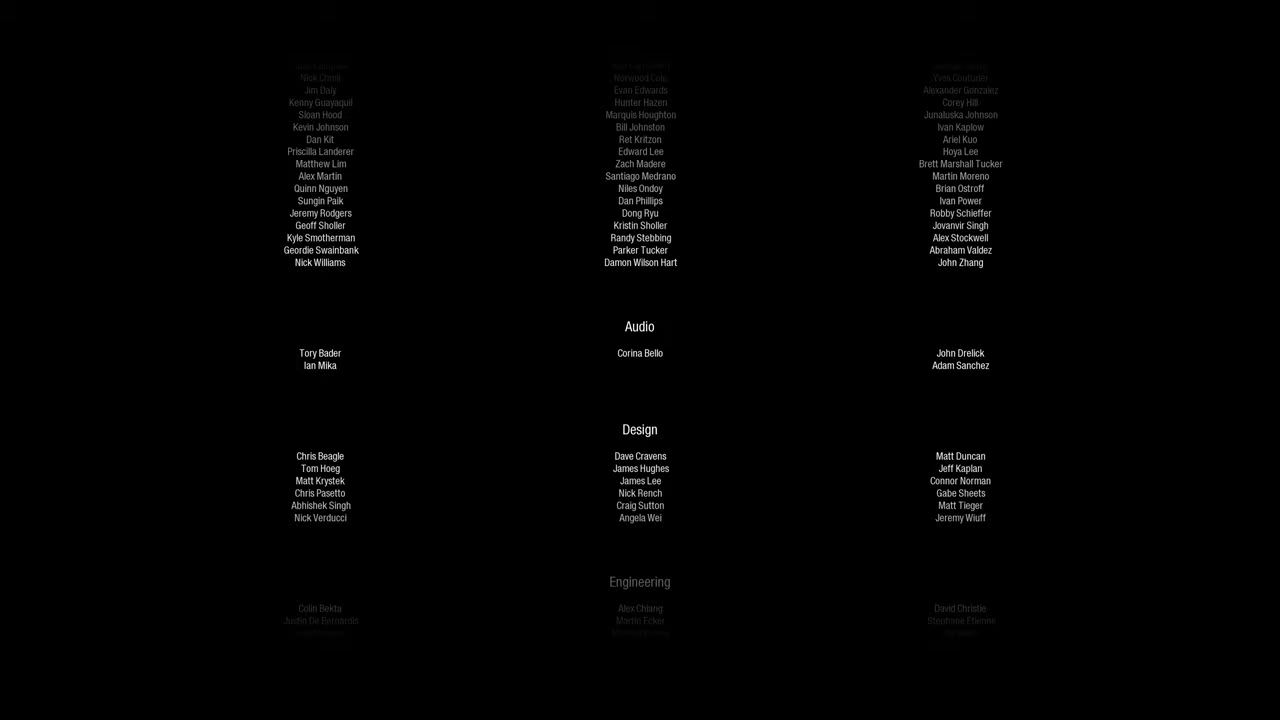 Nick Chmij Norwood Cole Yves Couturier
Jim Daly Evan Edwards Alexander Gonzalez
Kenny Guayaquil Hunter Hazen Corey Hill
Sloan Hood Marquis Houghton Junaluska Johnson
Kevin Johnson Bill Johnston Ivan Kaplow
Dan Kit Ret Kritzon Ariel Kuo
Priscilla Landerer Edward Lee Hoya Lee
Matthew Lim Zach Madere Brett Marshall Tucker
Alex Martin Santiago Medrano Martin Moreno
Quinn Nguyen Niles Ondoy Brian Ostroff
Sungin Paik Dan Phillips Ivan Power
Jeremy Rodgers Dong Ryu Robby Schieffer
Geoff Sholler Kristin Sholler Jovanvir Singh
Kyle Smotherman Randy Stebbing Alex Stockwell
Geordie Swainbank Parker Tucker Abraham Valdez
Nick Williams Damon Wilson Hart John Zhang
Audio
Tory Bader Corina Bello John Drelick
Ian Mika Adam Sanchez
Design
Chris Beagle Dave Cravens Matt Duncan
Tom Hoeg James Hughes Jeff Kaplan
Matt Krystek James Lee Connor Norman
Chris Pasetto Nick Rench Gabe Sheets
Abhishek Singh Craig Sutton Matt Tieger
Nick Verducci Angela Wei Jeremy Wiuff
Engineering
Colin Bekta Alex Chiang David Christie
Justin De Bernardin Martin Ecker Stephane Etienne